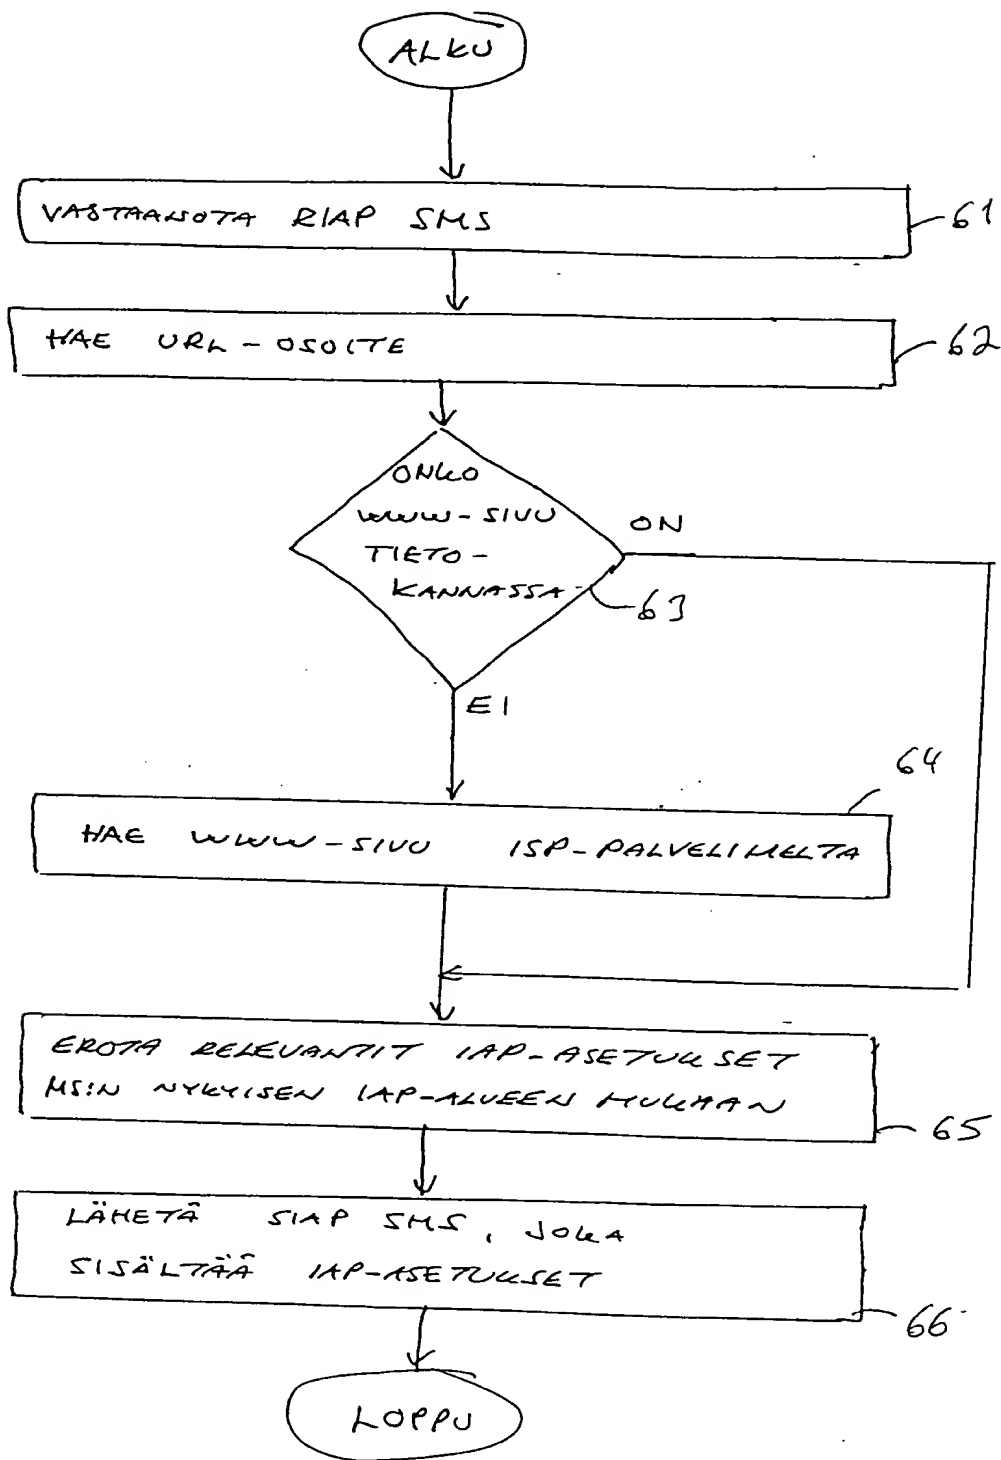 ALKU
VASTAANOTA RIAP SMS
61
HAE URL-OSOITE
62
ONKO
WWW-SIVU
TIETO-
KANNASSA
ON
63
EI
64
HAE WWW-SIVU ISP-PALVELIMELTA
EROTA RELEVANTIT IAP-ASETUKSET
MS:N NYKYISEN IAP-ALUEEN MUKAAN
65
LÄHETÄ SIAP SMS, JOKA
SISÄLTÄÄ IAP-ASETUKSET
66
LOPPU